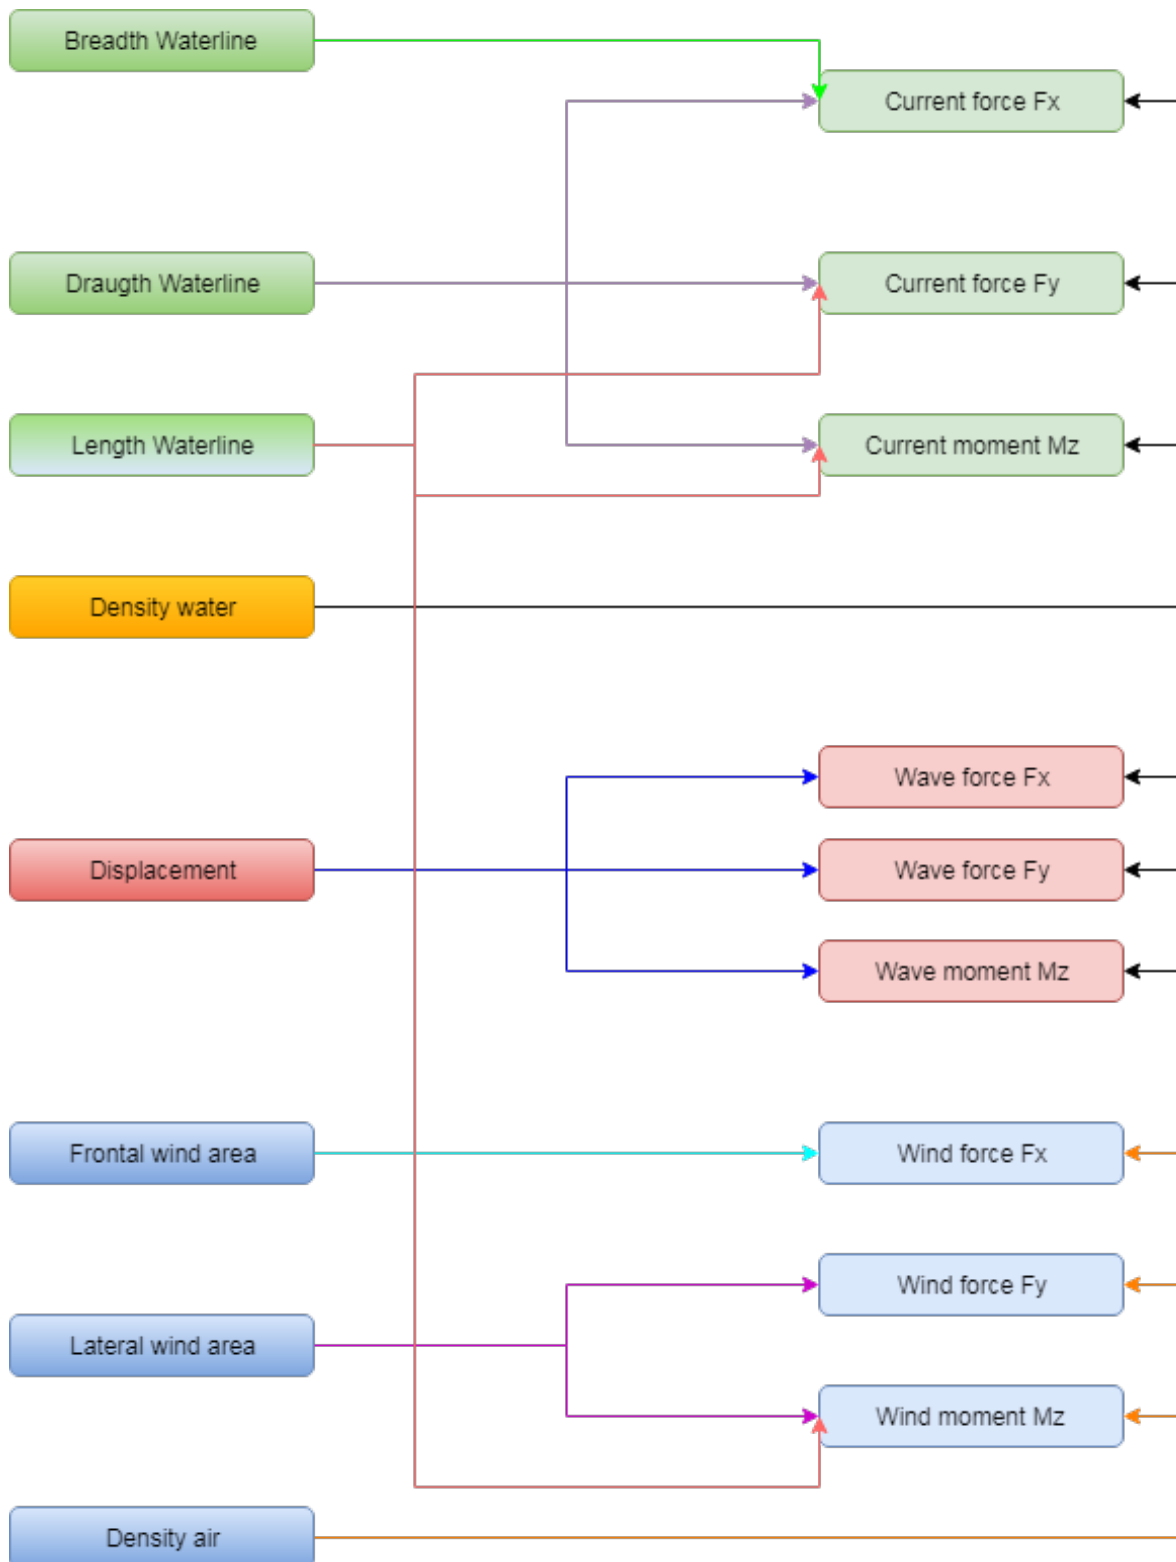 Breadth Waterline
Current force Fx
Draugth Waterline
Current force Fy
Length Waterline
Current moment Mz
Density water
Wave force Fx
Displacement
Wave force Fy
Wave moment Mz
Frontal wind area
Wind force Fx
Wind force Fy
Lateral wind area
Wind moment Mz
Density air